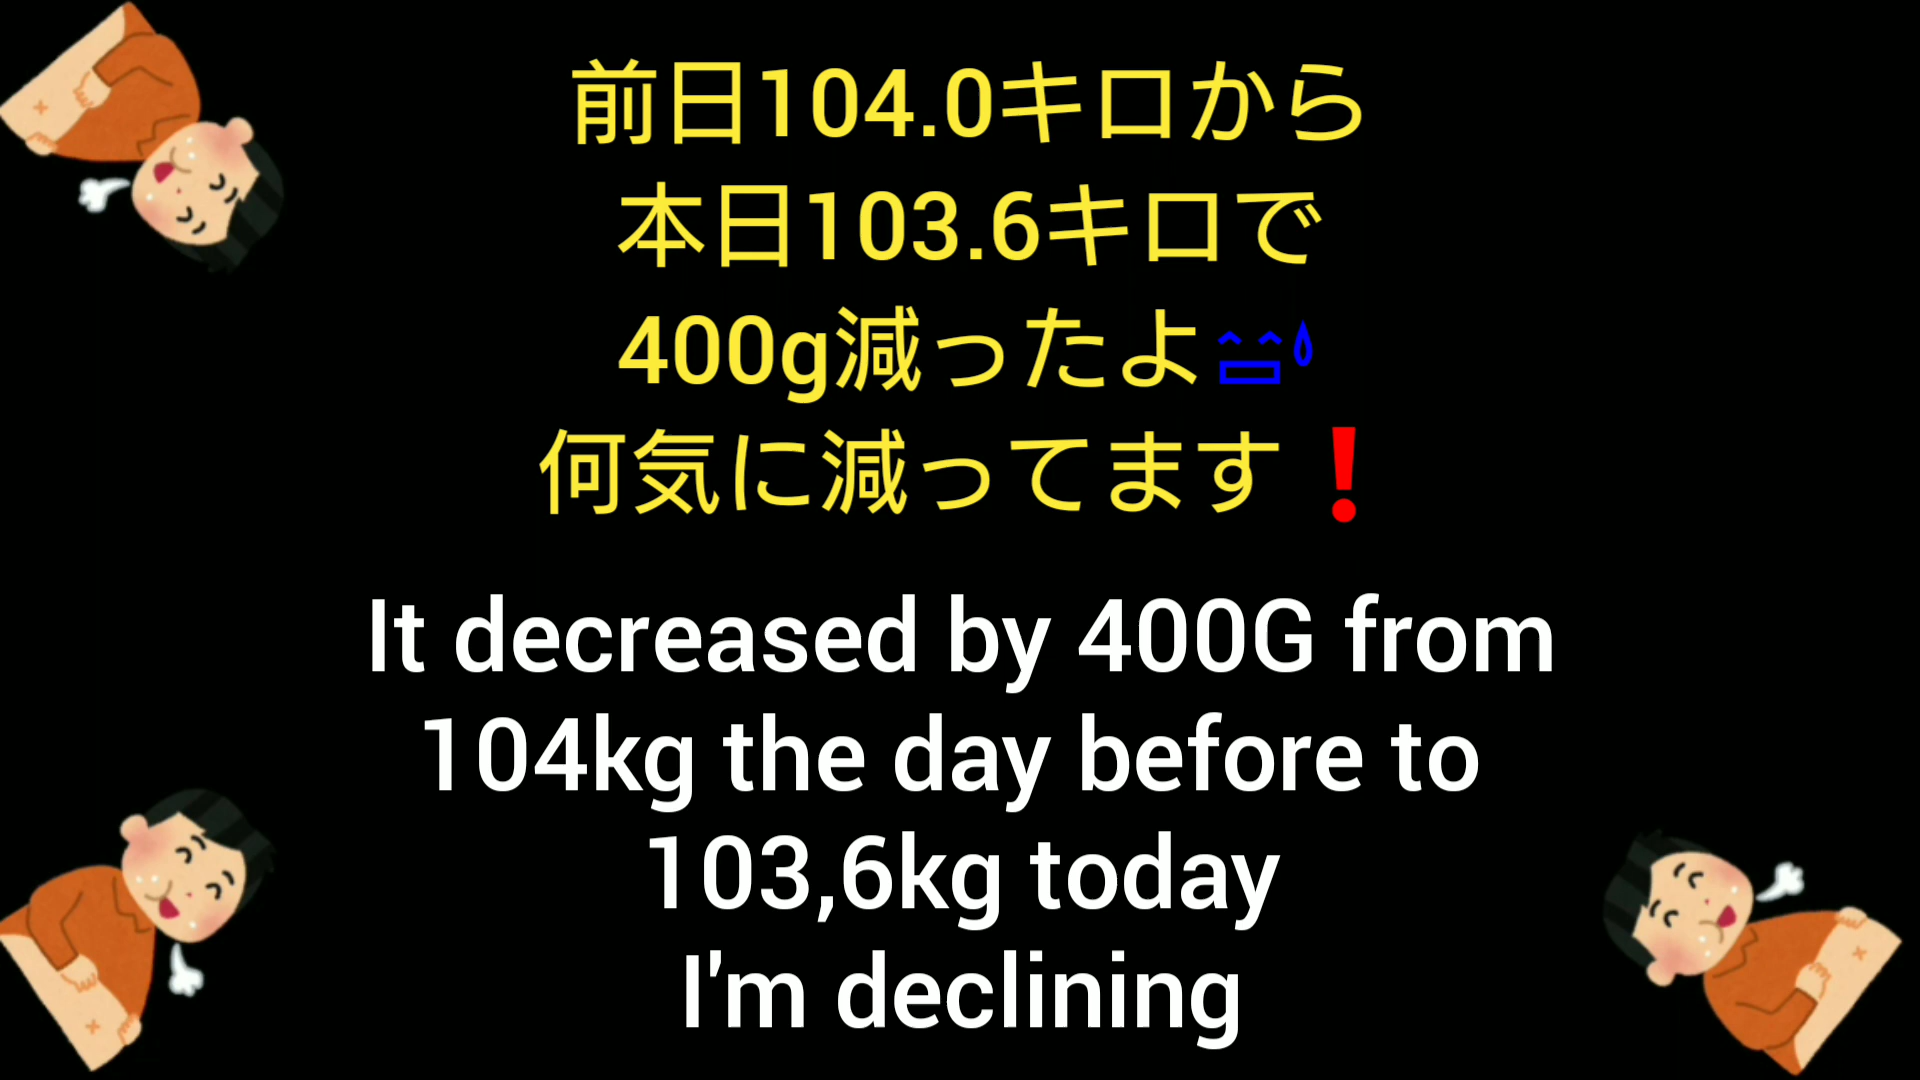 前日104.0キロから
本日103.6キロで
400g減ったよ
何気に減ってます❗
It decreased by 400G from
104kg the day before to
103,6kg today
I'm declining